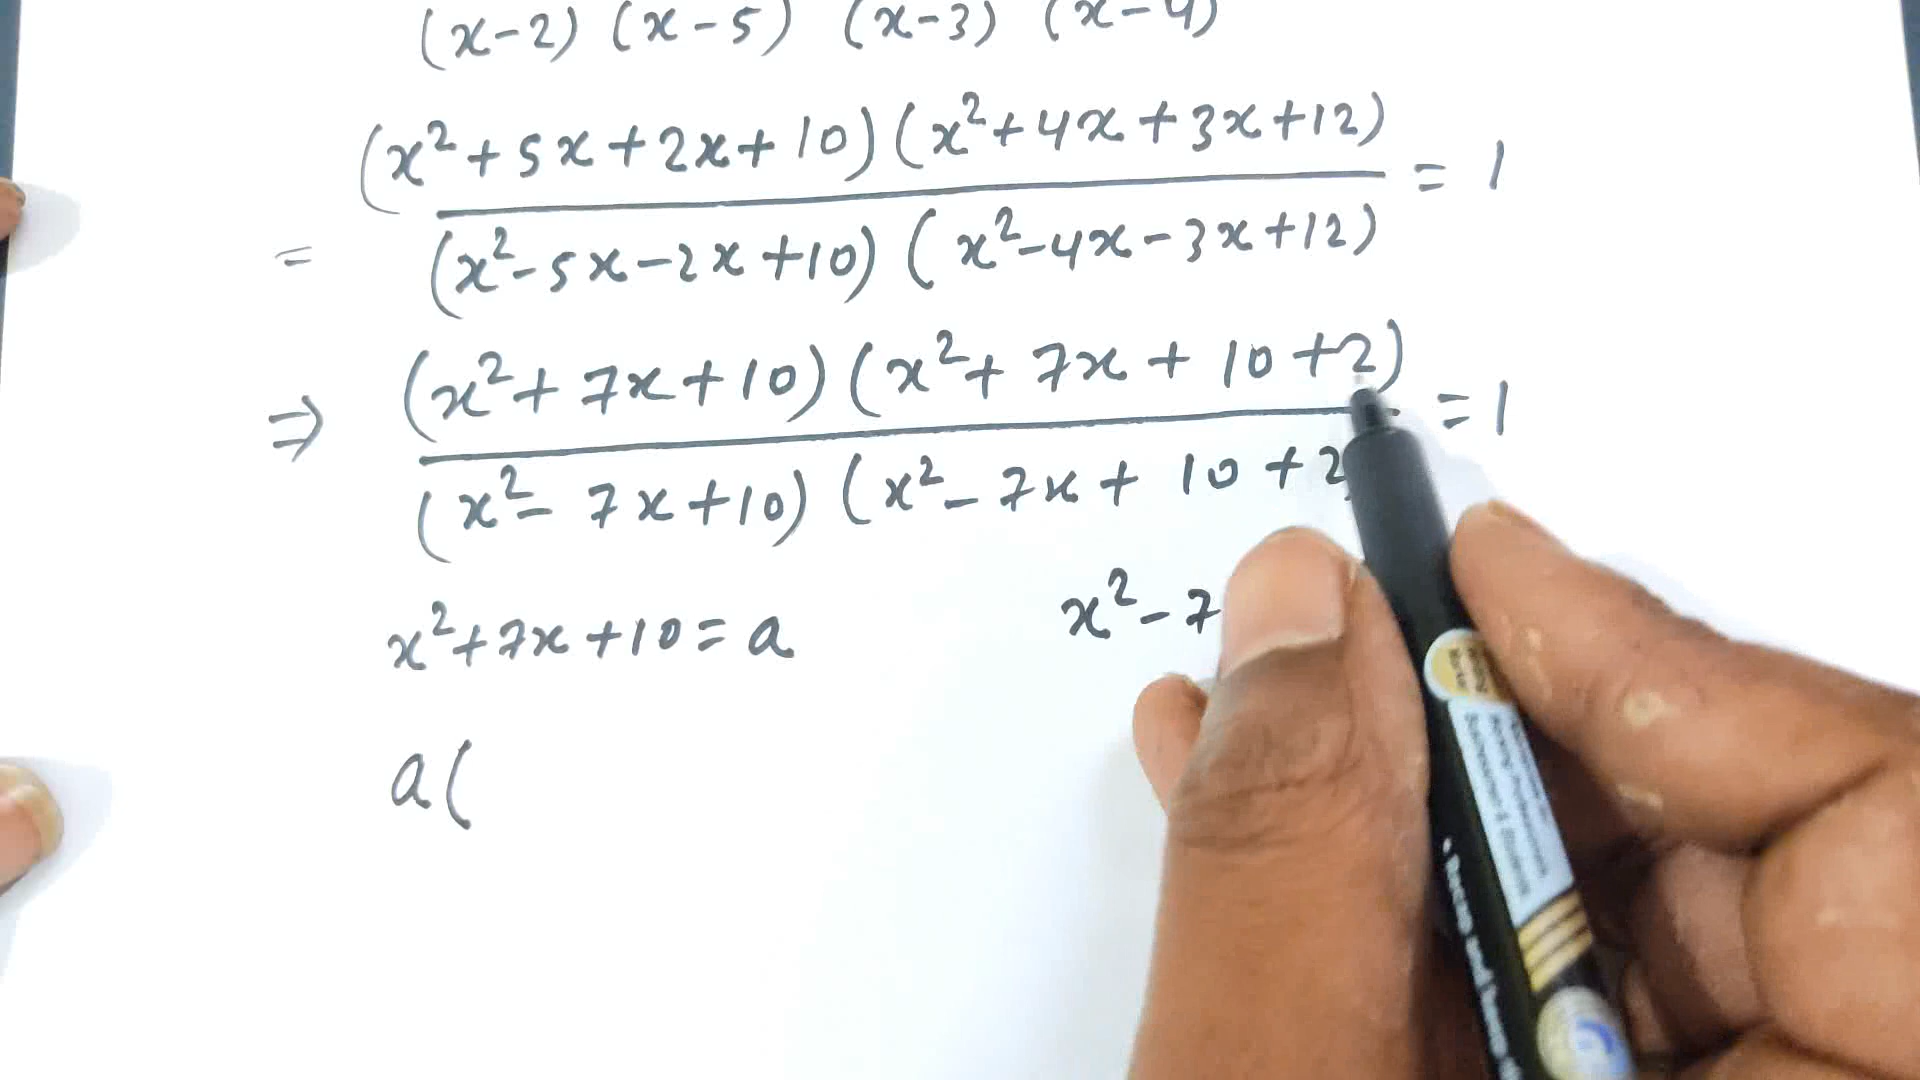 (x-2) (x-5) (x-3) (x-4)
(x²+5x+2x+10)(x²+4x+3x+12)
= ——— = 1
(x²-5x-2x+10) (x²-4x-3x+12)
(x²+7x+10)(x²+7x+10+2)
⇒ ——— = 1
(x²-7x+10)(x²-7x+10+2
x²+7x+10=a x²-7
a(